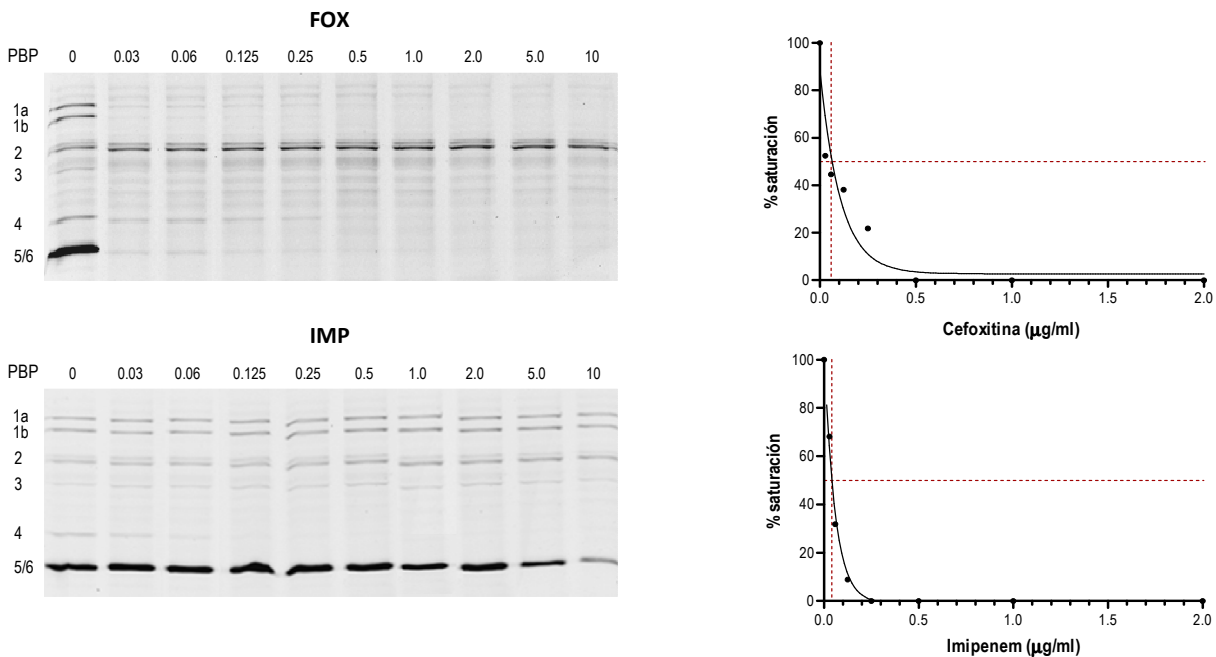 FOX
PBP 0 0.03 0.06 0.125 0.25 0.5 1.0 2.0 5.0 10
1a
1b
2
3
4
5/6
100
80
60
40
20
0
% saturación
0.0 0.5 1.0 1.5 2.0
Cefoxitina (μg/ml)
IMP
PBP 0 0.03 0.06 0.125 0.25 0.5 1.0 2.0 5.0 10
1a
1b
2
3
4
5/6
100
80
60
40
20
0
% saturación
0.0 0.5 1.0 1.5 2.0
Imipenem (μg/ml)